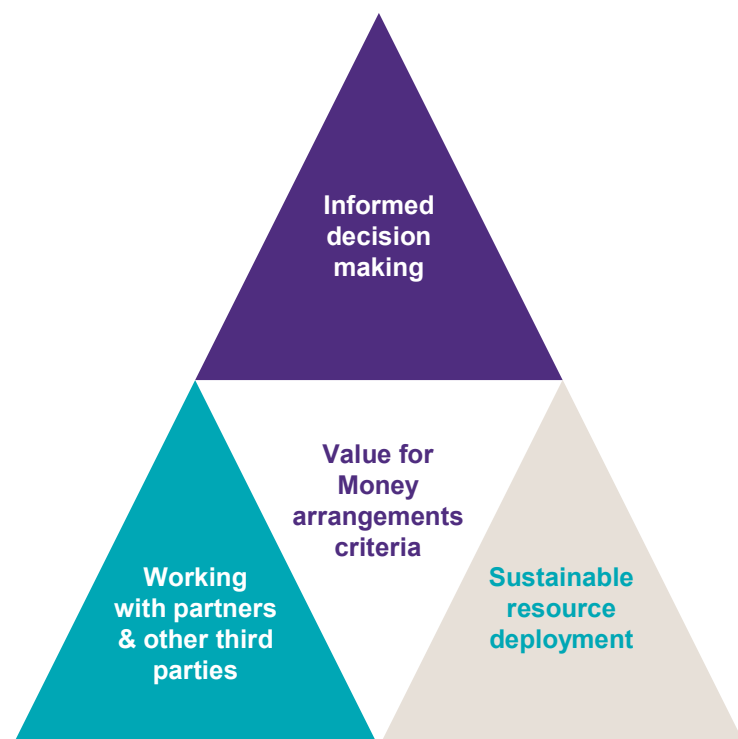 Informed
decision
making
Value for
Money
arrangements
criteria
Working
with partners
& other third
parties
Sustainable
resource
deployment